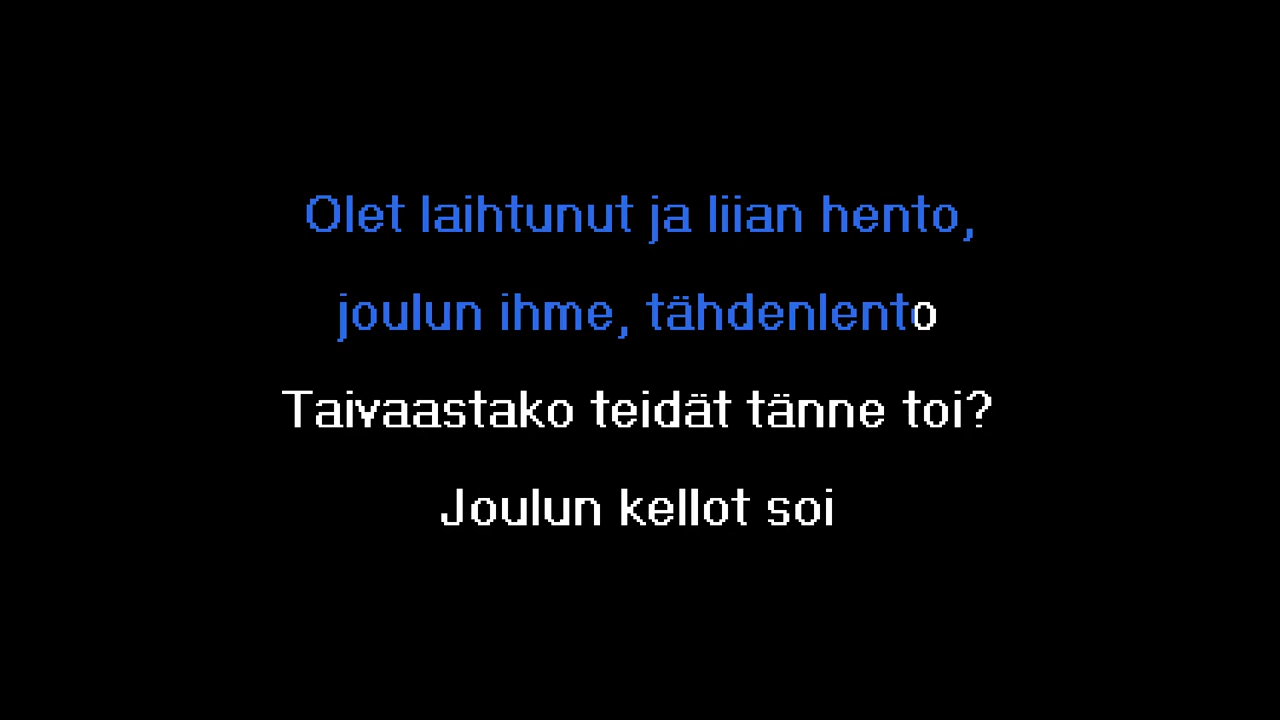 Olet laihtunut ja liian hento,
joulun ihme, tähdenlento
Taivaastako teidät tänne toi?
Joulun kellot soi